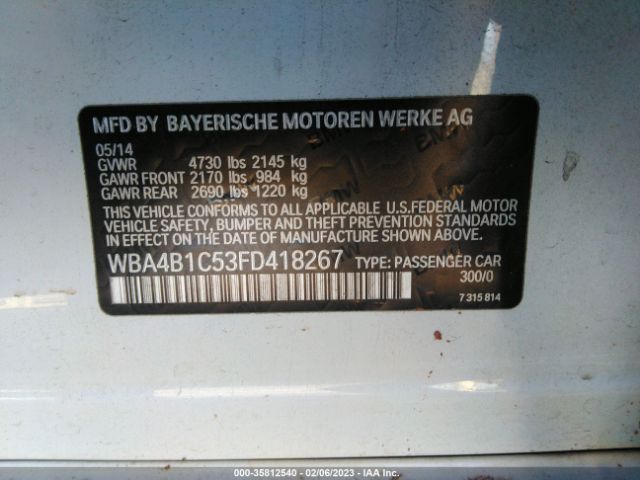 MFD BY BAYERISCHE MOTOREN WERKE AG
05/14
GVWR 4730 lbs 2145 kg
GAWR FRONT 2170 lbs 984 kg
GAWR REAR 2690 lbs 1220 kg
THIS VEHICLE CONFORMS TO ALL APPLICABLE U.S.FEDERAL MOTOR
VEHICLE SAFETY, BUMPER AND THEFT PREVENTION STANDARDS
IN EFFECT ON THE DATE OF MANUFACTURE SHOWN ABOVE.
WBA4B1C53FD418267 TYPE: PASSENGER CAR
300/0
7 315 814
000-35812540 - 02/06/2023 - IAA Inc.